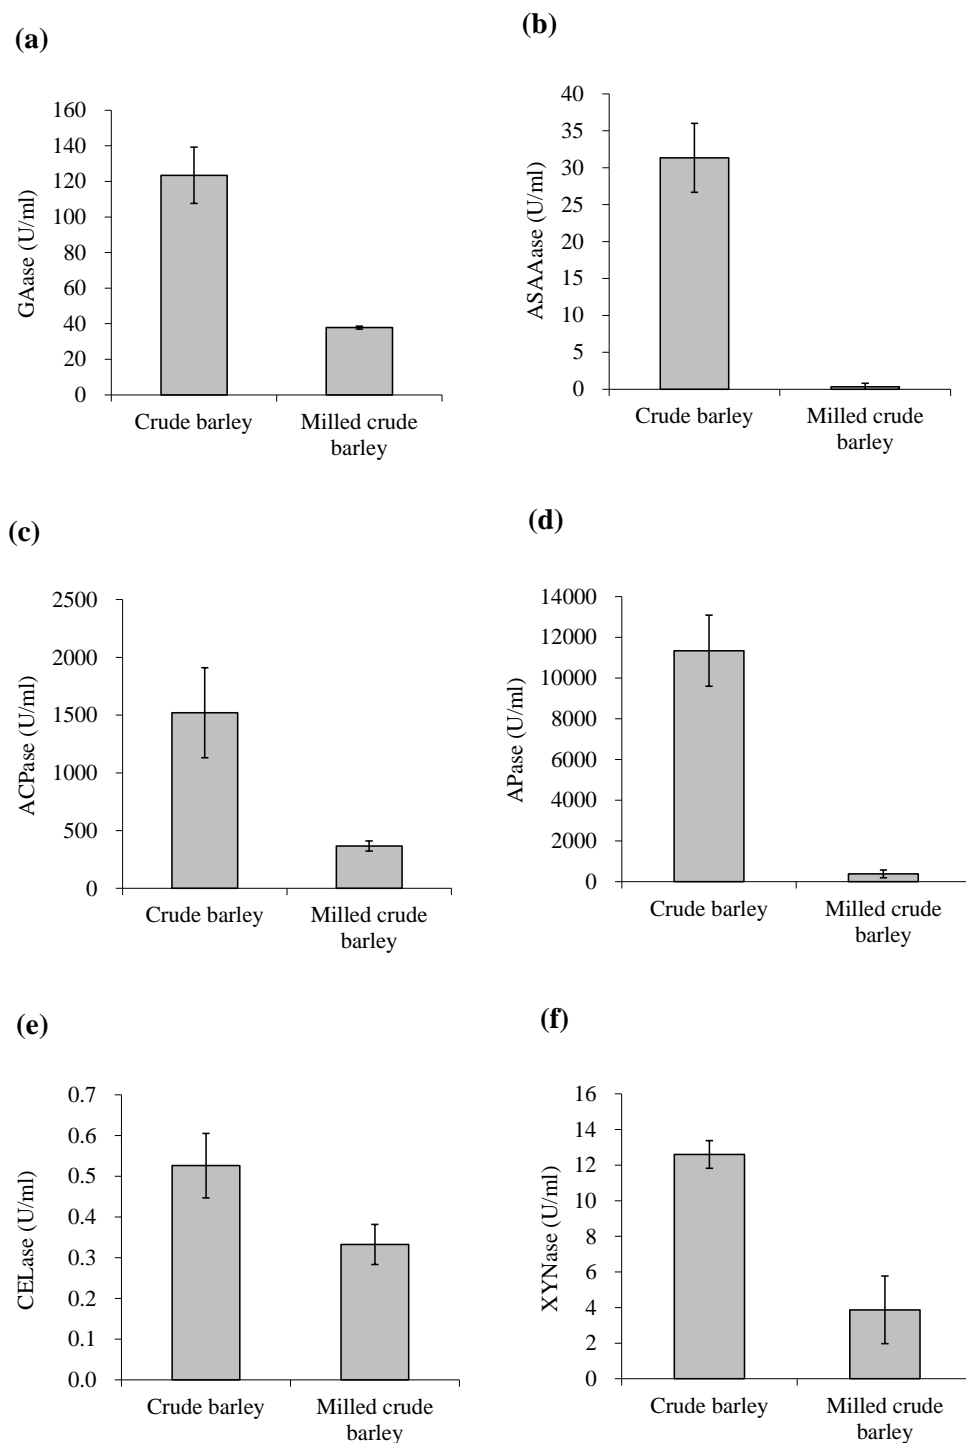 (a)
GAase (U/ml)
160
140
120
100
80
60
40
20
0
Crude barley
Milled crude
barley
(b)
ASAAase (U/ml)
40
35
30
25
20
15
10
5
0
Crude barley
Milled crude
barley
(c)
ACPase (U/ml)
2500
2000
1500
1000
500
0
Crude barley
Milled crude
barley
(d)
APase (U/ml)
14000
12000
10000
8000
6000
4000
2000
0
Crude barley
Milled crude
barley
(e)
CELase (U/ml)
0.7
0.6
0.5
0.4
0.3
0.2
0.1
0.0
Crude barley
Milled crude
barley
(f)
XYNase (U/ml)
16
14
12
10
8
6
4
2
0
Crude barley
Milled crude
barley